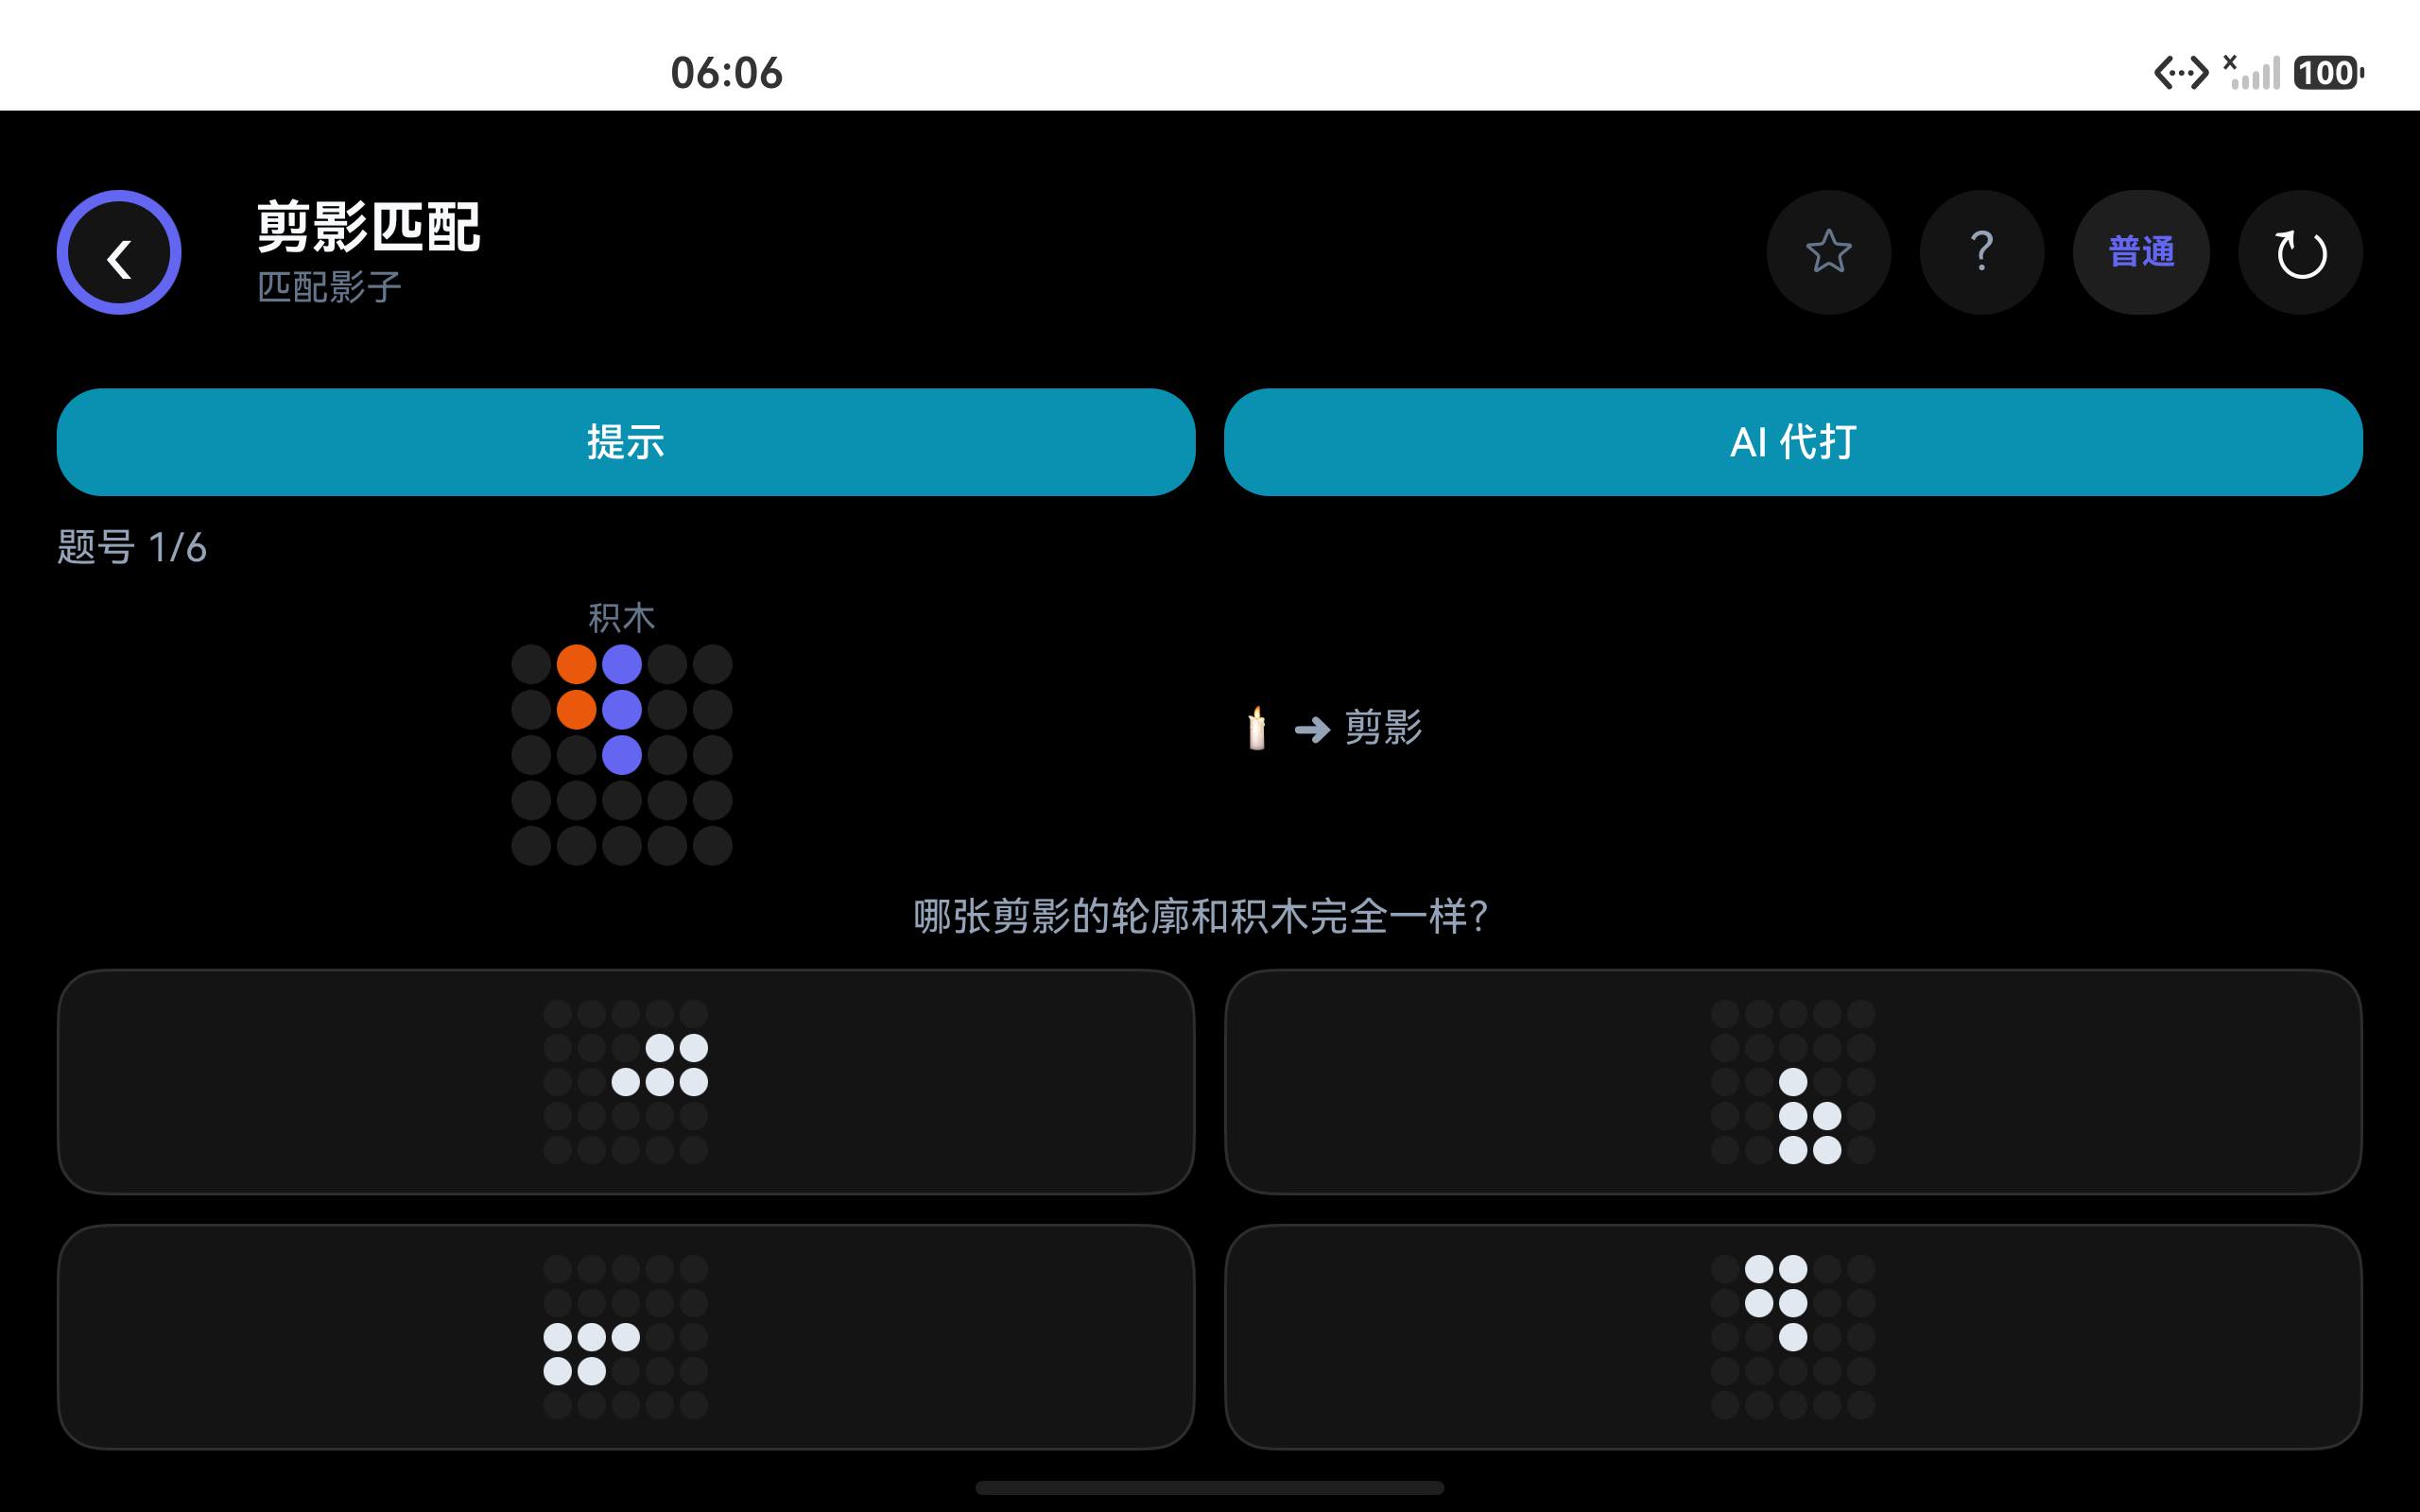 06:06
100
剪影匹配
匹配影子
?
普通
提示
AI 代打
题号 1/6
积木
剪影
哪张剪影的轮廓和积木完全一样?